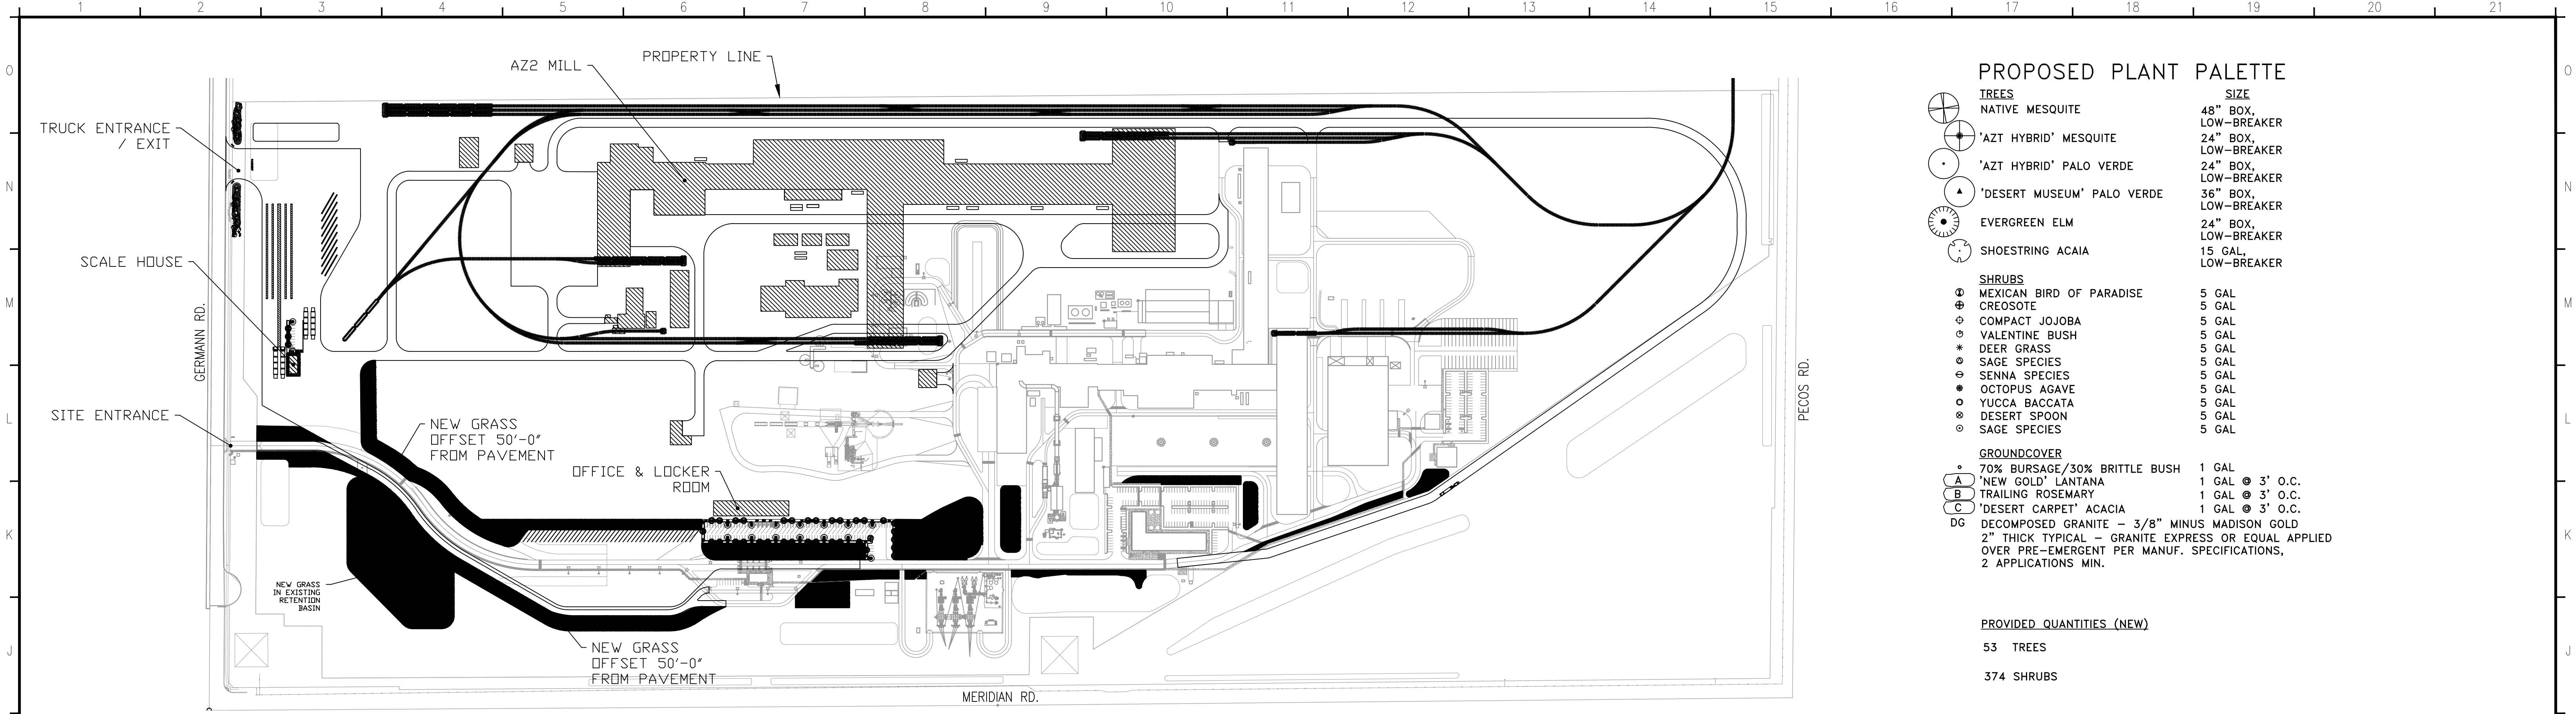 1 2 3 4 5 6 7 8 9 10 11 12 13 14 15 16 17 18 19 20 21
O
N
M
L
K
J
O
N
M
L
K
J
PROPERTY LINE
AZ2 MILL
TRUCK ENTRANCE
/ EXIT
SCALE HOUSE
GERMANN RD.
SITE ENTRANCE
NEW GRASS
OFFSET 50'-0"
FROM PAVEMENT
OFFICE & LOCKER
ROOM
NEW GRASS
IN EXISTING
RETENTION
BASIN
NEW GRASS
OFFSET 50'-0"
FROM PAVEMENT
MERIDIAN RD.
PECOS RD.
PROPOSED PLANT PALETTE
TREES SIZE
NATIVE MESQUITE 48" BOX,
LOW-BREAKER
'AZT HYBRID' MESQUITE 24" BOX,
LOW-BREAKER
'AZT HYBRID' PALO VERDE 24" BOX,
LOW-BREAKER
'DESERT MUSEUM' PALO VERDE 36" BOX,
LOW-BREAKER
EVERGREEN ELM 24" BOX,
LOW-BREAKER
SHOESTRING ACAIA 15 GAL,
LOW-BREAKER
SHRUBS
MEXICAN BIRD OF PARADISE 5 GAL
CREOSOTE 5 GAL
COMPACT JOJOBA 5 GAL
VALENTINE BUSH 5 GAL
DEER GRASS 5 GAL
SAGE SPECIES 5 GAL
SENNA SPECIES 5 GAL
OCTOPUS AGAVE 5 GAL
YUCCA BACCATA 5 GAL
DESERT SPOON 5 GAL
SAGE SPECIES 5 GAL
GROUNDCOVER
70% BURSAGE/30% BRITTLE BUSH 1 GAL
A 'NEW GOLD' LANTANA 1 GAL @ 3' O.C.
B TRAILING ROSEMARY 1 GAL @ 3' O.C.
C 'DESERT CARPET' ACACIA 1 GAL @ 3' O.C.
DG DECOMPOSED GRANITE - 3/8" MINUS MADISON GOLD
2" THICK TYPICAL - GRANITE EXPRESS OR EQUAL APPLIED
OVER PRE-EMERGENT PER MANUF. SPECIFICATIONS,
2 APPLICATIONS MIN.
PROVIDED QUANTITIES (NEW)
53 TREES
374 SHRUBS